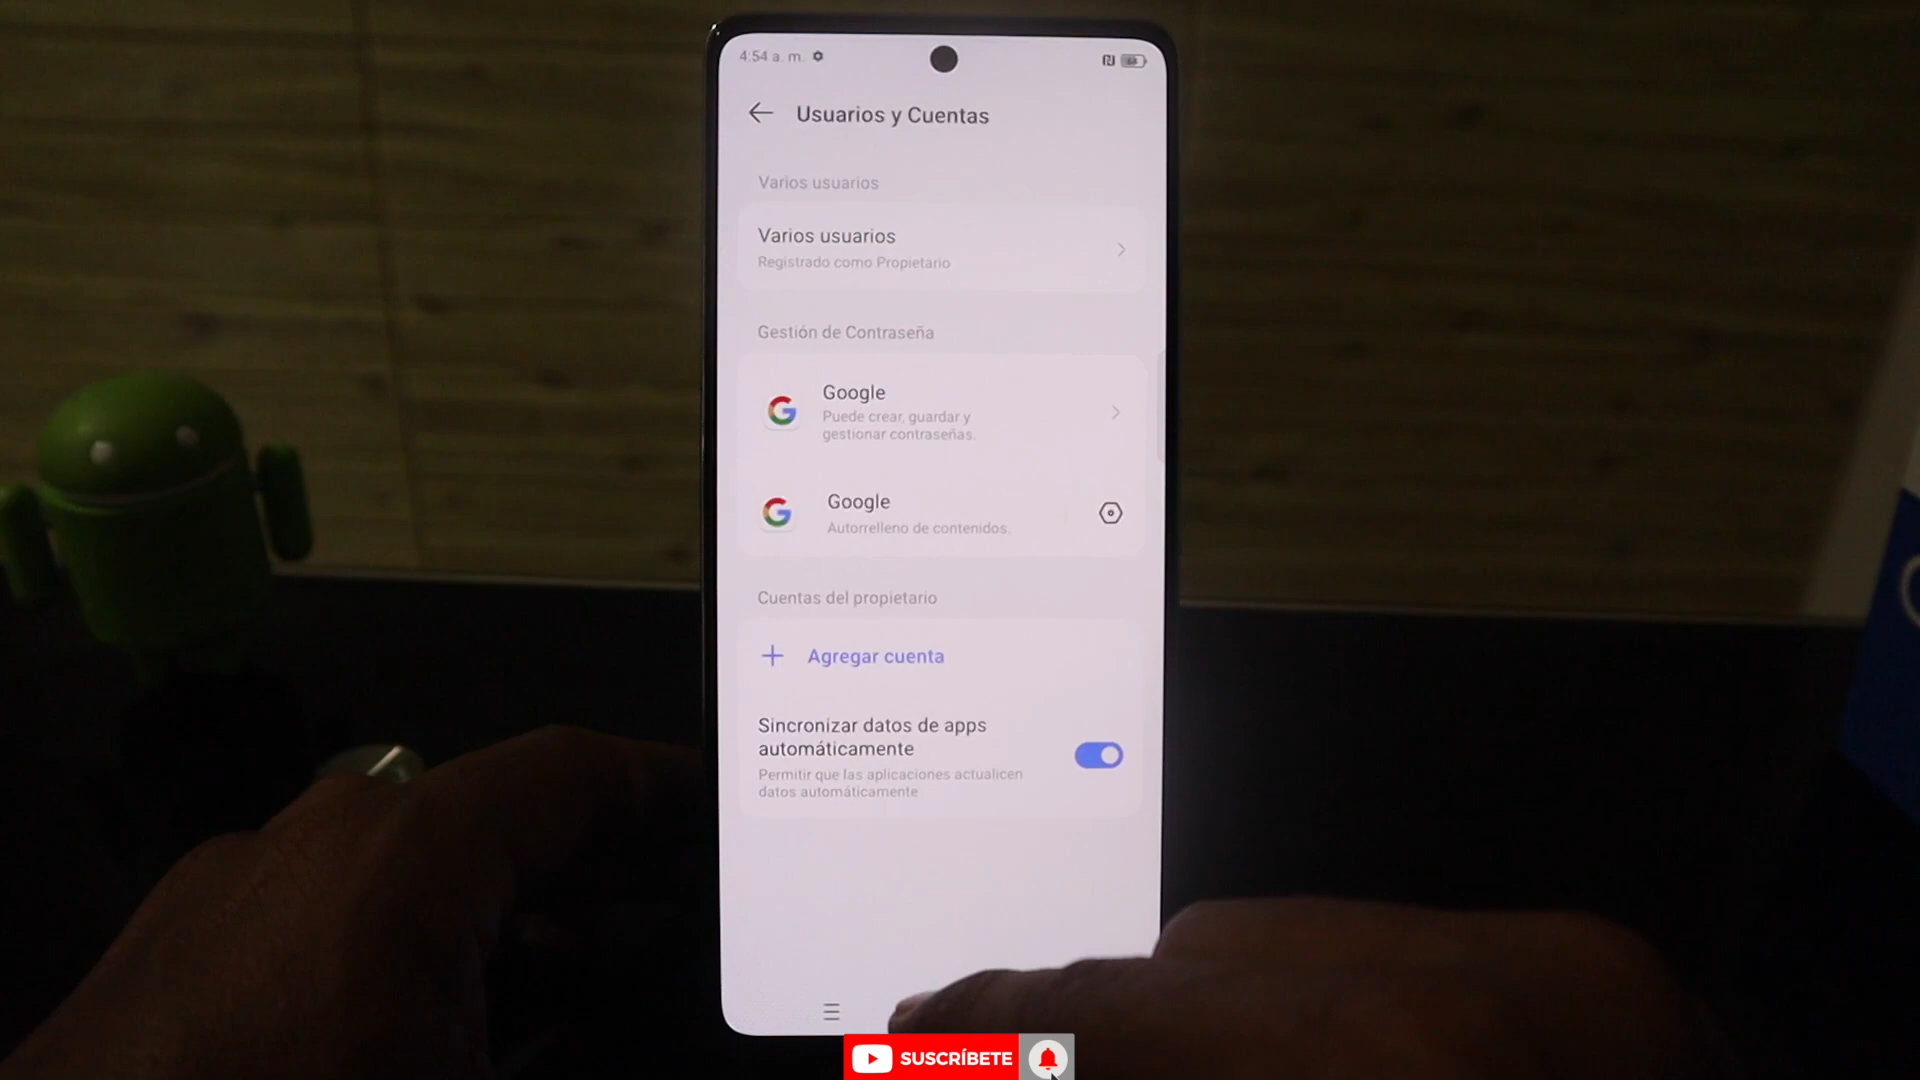 4:54 a. m.
Usuarios y Cuentas
Varios usuarios
Varios usuarios
Registrado como Propietario
Gestión de Contraseña
Google
Puede crear, guardar y
gestionar contraseñas.
Google
Autorrelleno de contenidos.
Cuentas del propietario
Agregar cuenta
Sincronizar datos de apps
automáticamente
Permitir que las aplicaciones actualicen
datos automáticamente
SUSCRÍBETE